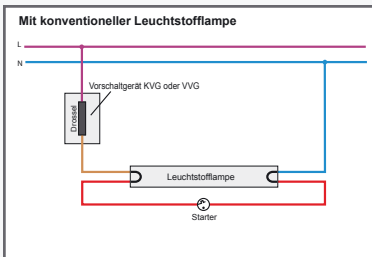 Mit konventioneller Leuchtstofflampe
L
N
Vorschaltgerät KVG oder VVG
Drossel
Leuchtstofflampe
Starter